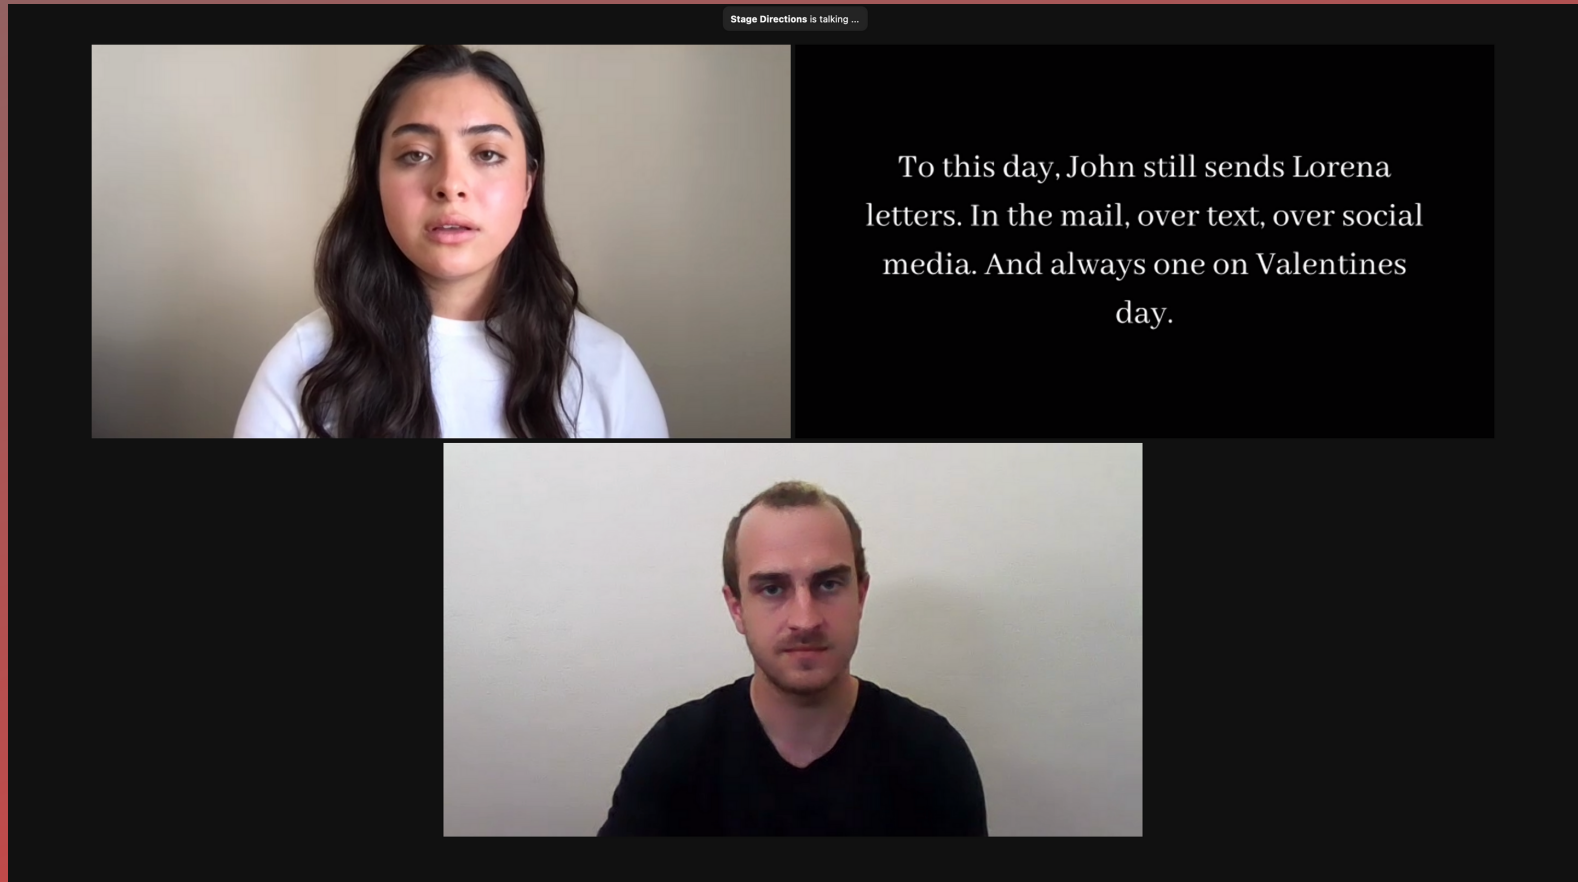 Stage Directions is talking ...
To this day, John still sends Lorena
letters. In the mail, over text, over social
media. And always one on Valentines
day.